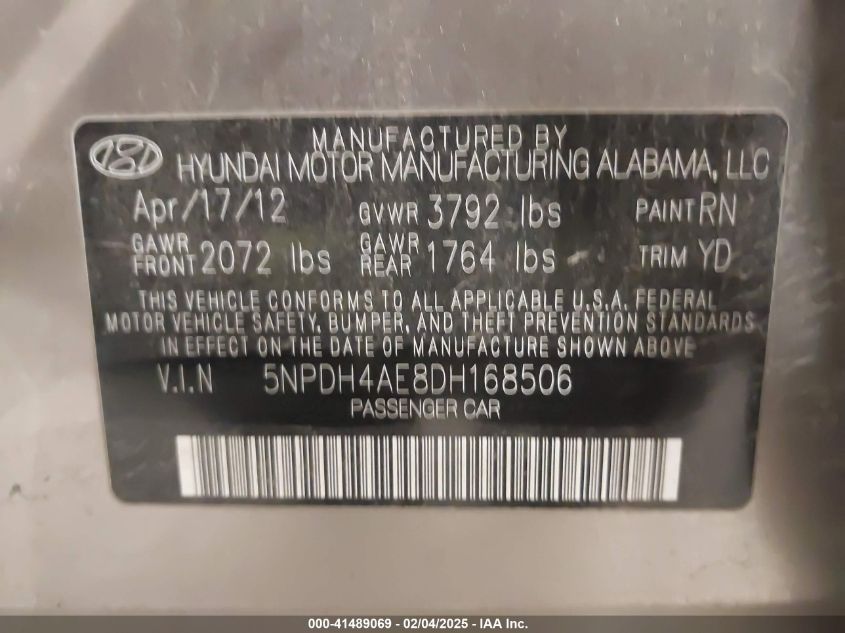 MANUFACTURED BY
HYUNDAI MOTOR MANUFACTURING ALABAMA, LLC
Apr/17/12 GVWR 3792 lbs PAINT RN
GAWR FRONT 2072 lbs GAWR REAR 1764 lbs TRIM YD
THIS VEHICLE CONFORMS TO ALL APPLICABLE U.S.A. FEDERAL
MOTOR VEHICLE SAFETY, BUMPER, AND THEFT PREVENTION STANDARDS
IN EFFECT ON THE DATE OF MANUFACTURE SHOWN ABOVE
V.I.N 5NPDH4AE8DH168506
PASSENGER CAR
000-41489069 - 02/04/2025 - IAA Inc.